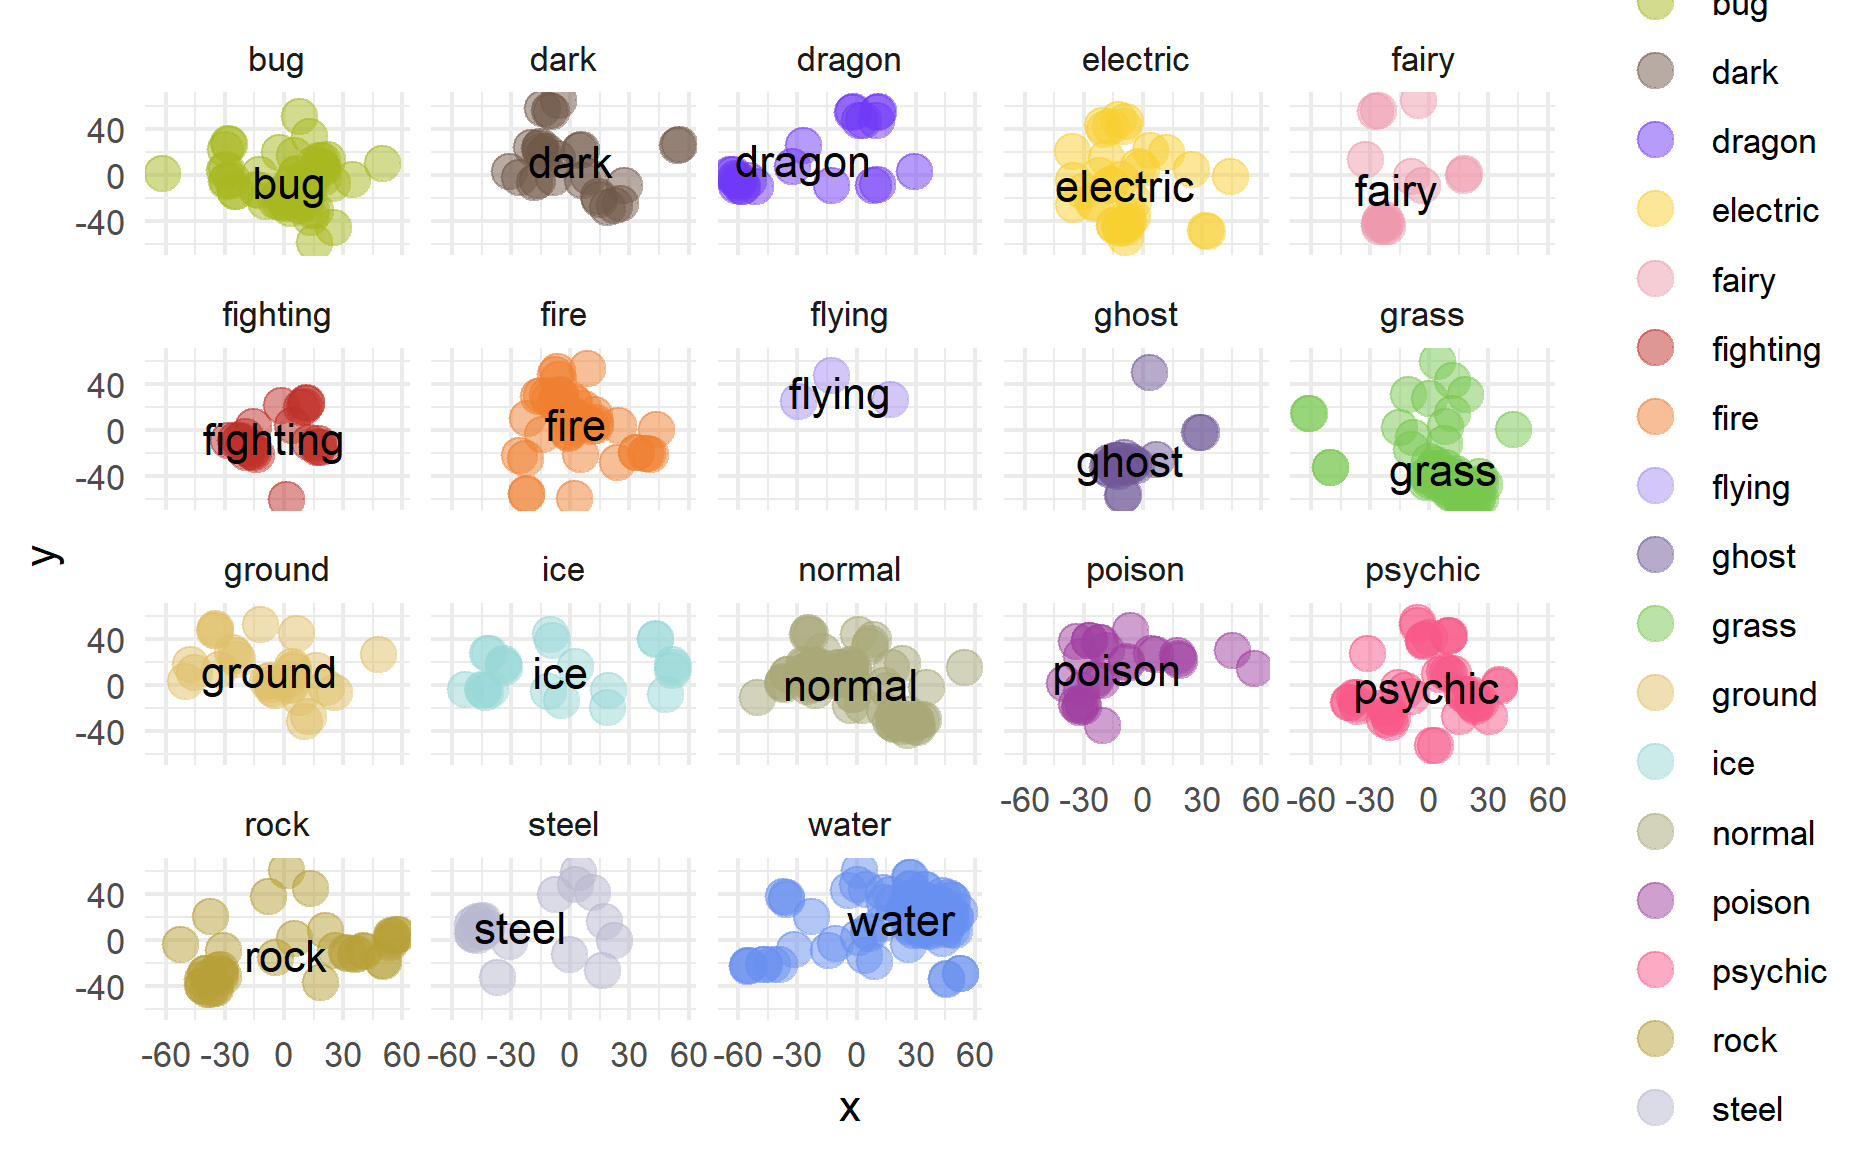 bug dark dragon electric fairy
40
0
-40
bug dark dragon electric fairy
fighting fire flying ghost grass
40
0
-40
fighting fire flying ghost grass
y
ground ice normal poison psychic
40
0
-40
ground ice normal poison psychic
-60 -30 0 30 60 -60 -30 0 30 60
rock steel water
40
0
-40
rock steel water
-60 -30 0 30 60 -60 -30 0 30 60 -60 -30 0 30 60
x
bug
dark
dragon
electric
fairy
fighting
fire
flying
ghost
grass
ground
ice
normal
poison
psychic
rock
steel